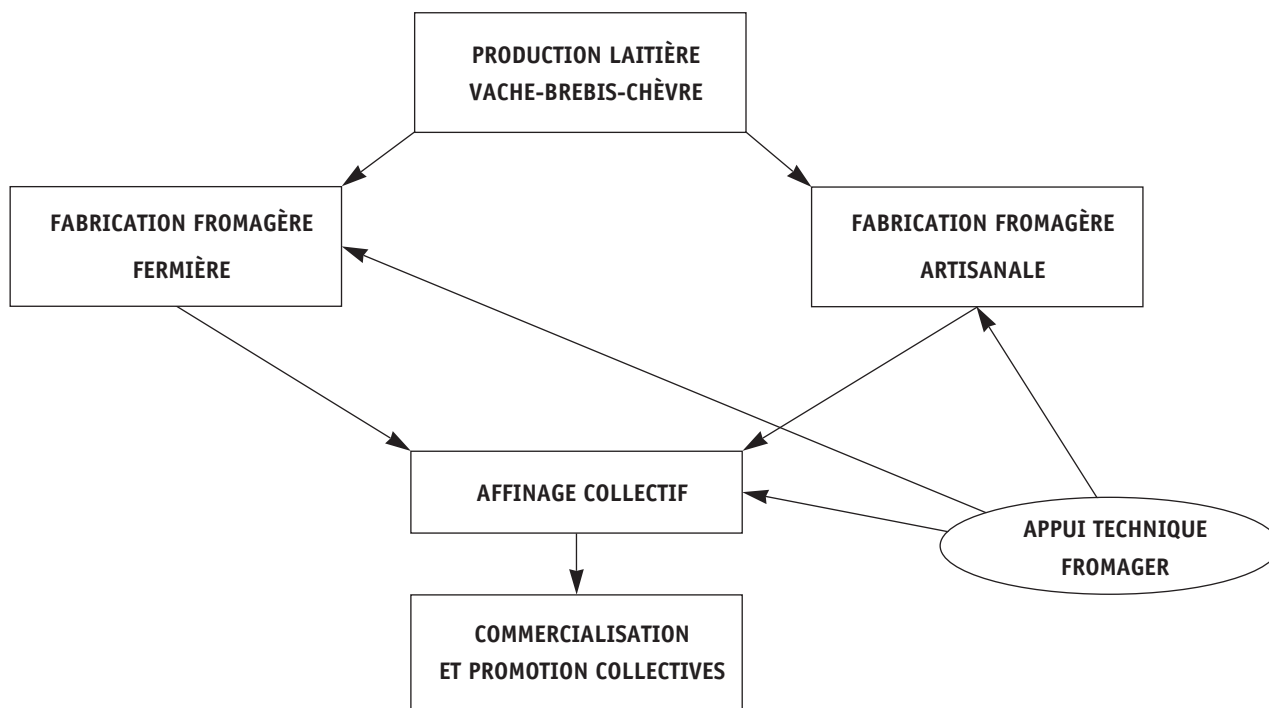 PRODUCTION LAITIÈRE
VACHE-BREBIS-CHÈVRE
FABRICATION FROMAGÈRE
FERMIÈRE
FABRICATION FROMAGÈRE
ARTISANALE
AFFINAGE COLLECTIF
APPUI TECHNIQUE
FROMAGER
COMMERCIALISATION
ET PROMOTION COLLECTIVES